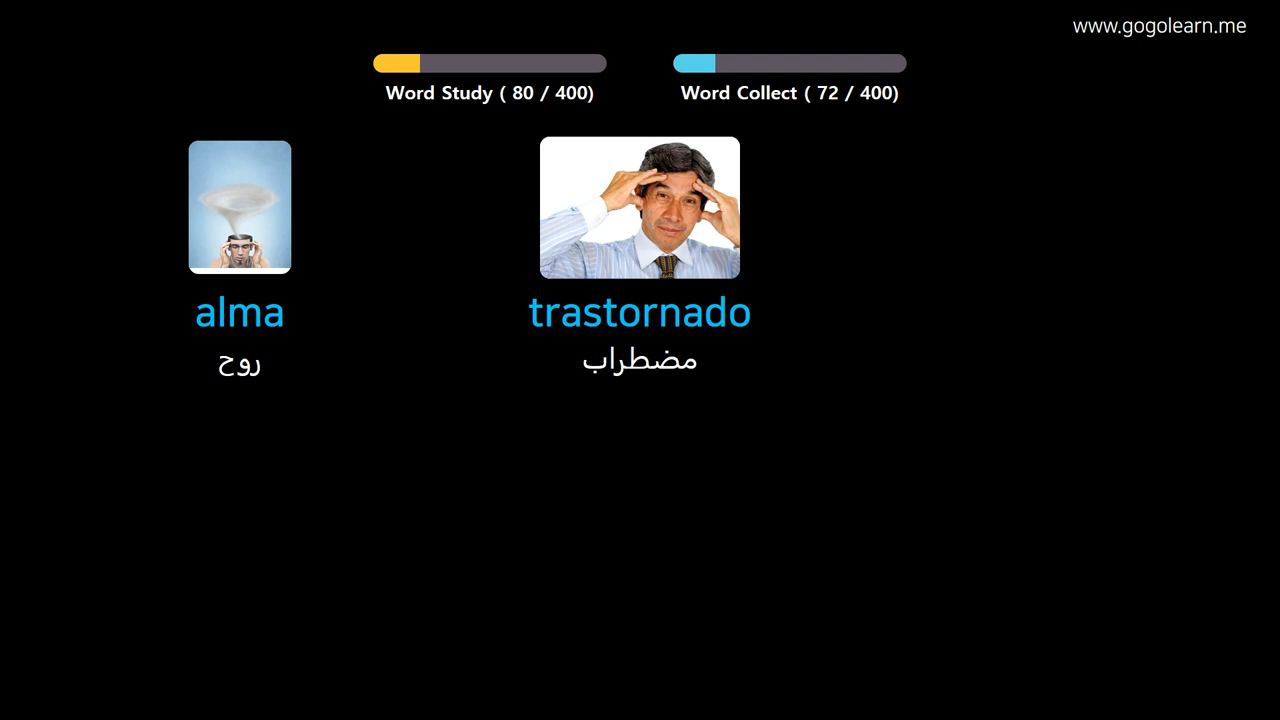 www.gogolearn.me
Word Study ( 80 / 400)
Word Collect ( 72 / 400)
alma
روح
trastornado
مضطراب